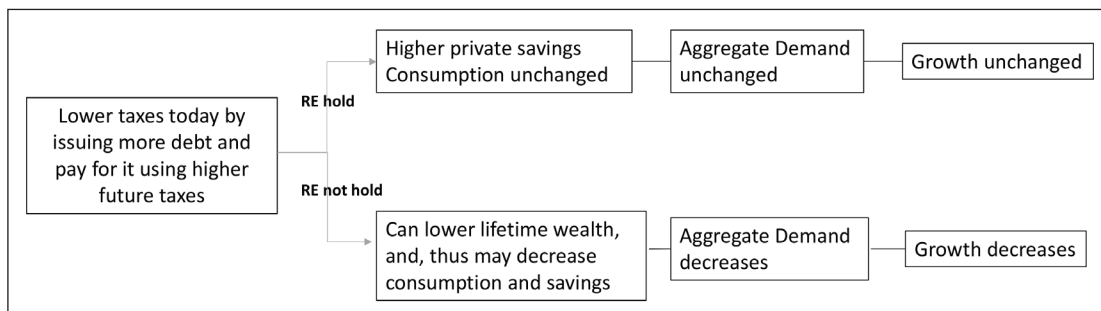 Lower taxes today by
issuing more debt and
pay for it using higher
future taxes
RE hold
Higher private savings
Consumption unchanged
Aggregate Demand
unchanged
Growth unchanged
RE not hold
Can lower lifetime wealth,
and, thus may decrease
consumption and savings
Aggregate Demand
decreases
Growth decreases